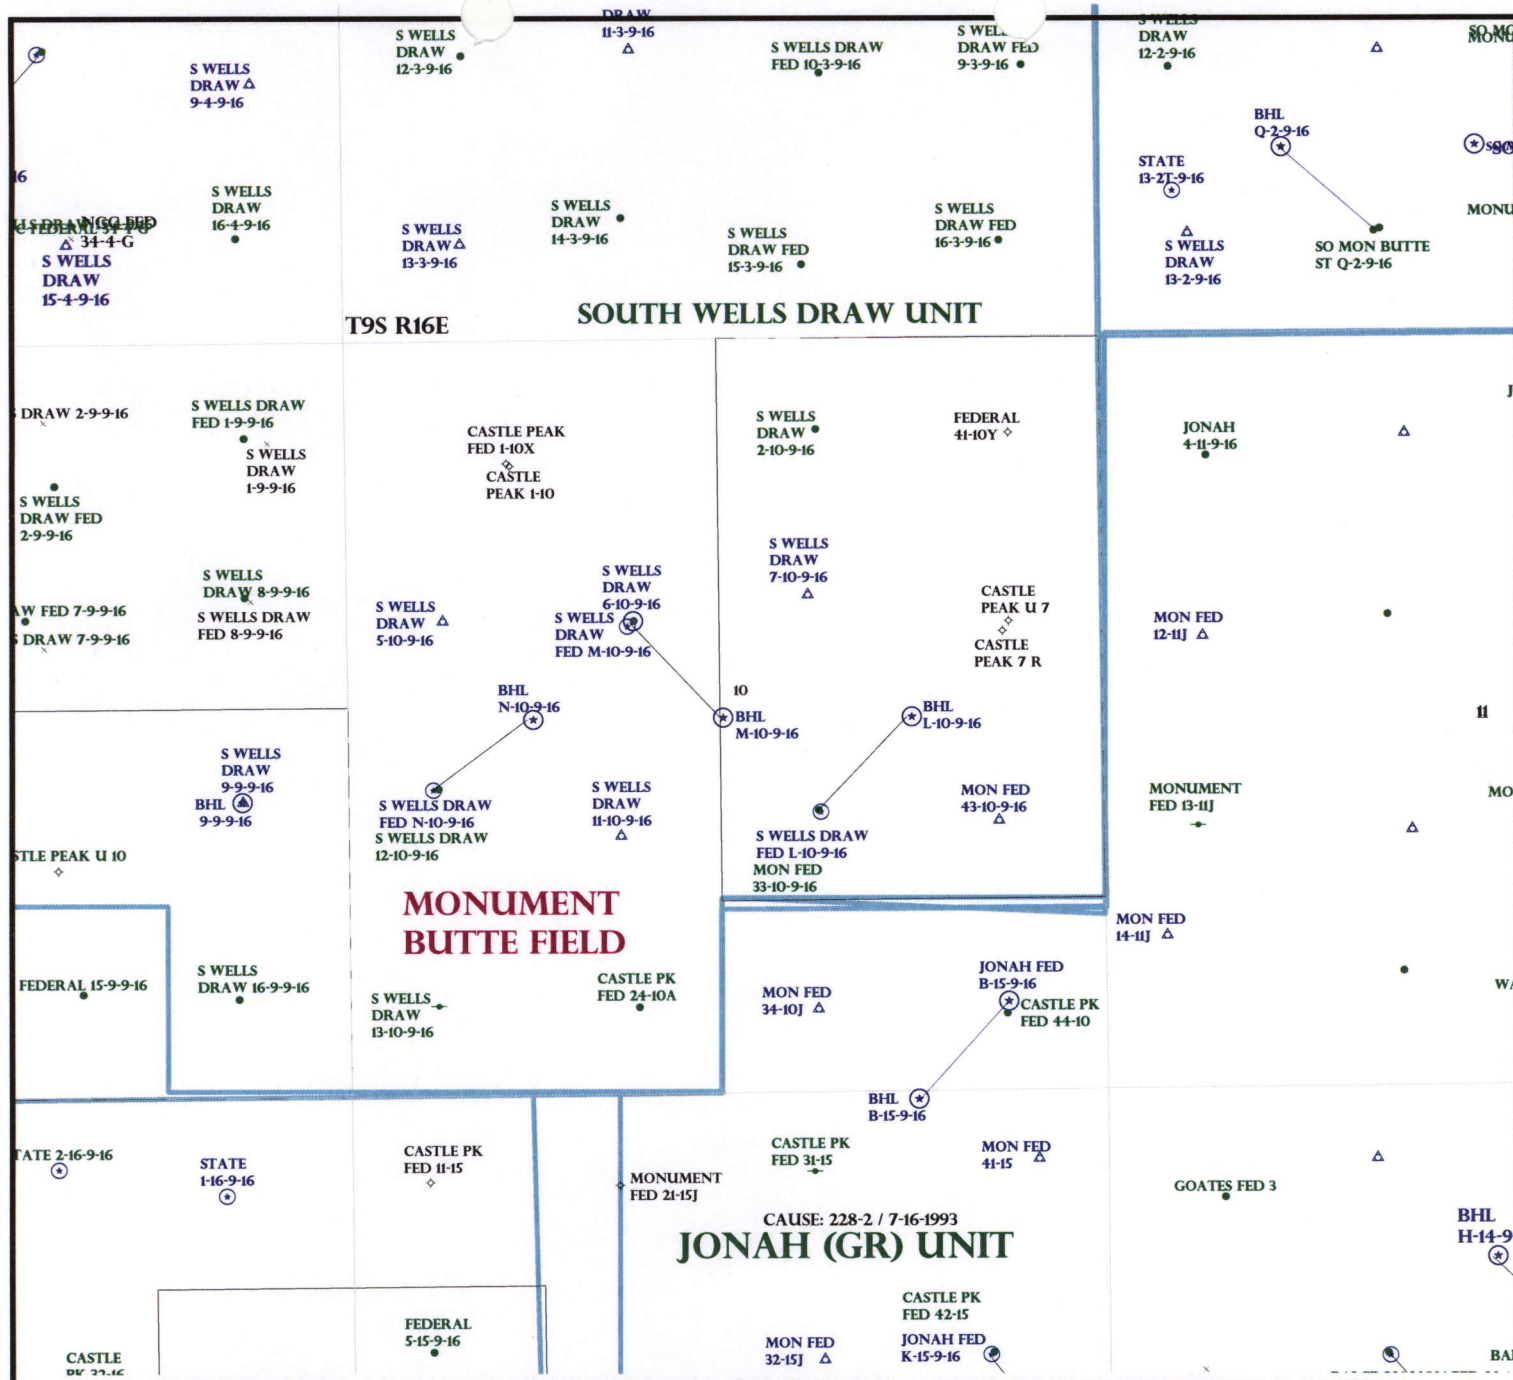 S WELLS
DRAW
12-3-9-16
DRAW
11-3-9-16
S WELLS DRAW
FED 10-3-9-16
S WELLS
DRAW FED
9-3-9-16
S WELLS
DRAW
12-2-9-16
SO MO
MONU
S WELLS
DRAW
9-4-9-16
BHL
Q-2-9-16
STATE
13-2T-9-16
16
NGC FED
34-4-G
S WELLS
DRAW
15-4-9-16
S WELLS
DRAW
16-4-9-16
S WELLS
DRAW
13-3-9-16
S WELLS
DRAW
14-3-9-16
S WELLS
DRAW FED
15-3-9-16
S WELLS
DRAW FED
16-3-9-16
S WELLS
DRAW
13-2-9-16
SO MON BUTTE
ST Q-2-9-16
MONU
T9S R16E
SOUTH WELLS DRAW UNIT
S DRAW 2-9-9-16
S WELLS DRAW
FED 1-9-9-16
S WELLS
DRAW
1-9-9-16
CASTLE PEAK
FED 1-10X
CASTLE
PEAK 1-10
S WELLS
DRAW
2-10-9-16
FEDERAL
41-10Y
JONAH
4-11-9-16
J
S WELLS
DRAW FED
2-9-9-16
S WELLS
DRAW 8-9-9-16
S WELLS DRAW
FED 8-9-9-16
AW FED 7-9-9-16
S DRAW 7-9-9-16
S WELLS
DRAW
5-10-9-16
S WELLS
DRAW
6-10-9-16
S WELLS
DRAW
FED M-10-9-16
S WELLS
DRAW
7-10-9-16
CASTLE
PEAK U 7
CASTLE
PEAK 7 R
MON FED
12-11J
BHL
N-10-9-16
10
BHL
M-10-9-16
BHL
L-10-9-16
11
S WELLS
DRAW
9-9-9-16
BHL
9-9-9-16
S WELLS DRAW
FED N-10-9-16
S WELLS DRAW
12-10-9-16
S WELLS
DRAW
11-10-9-16
S WELLS DRAW
FED L-10-9-16
MON FED
33-10-9-16
MON FED
43-10-9-16
MONUMENT
FED 13-11J
MO
STLE PEAK U 10
MONUMENT
BUTTE FIELD
MON FED
14-11J
FEDERAL 15-9-9-16
S WELLS
DRAW 16-9-9-16
S WELLS
DRAW
13-10-9-16
CASTLE PK
FED 24-10A
MON FED
34-10J
JONAH FED
B-15-9-16
CASTLE PK
FED 44-10
WA
BHL
B-15-9-16
TATE 2-16-9-16
STATE
1-16-9-16
CASTLE PK
FED 11-15
MONUMENT
FED 21-15J
CASTLE PK
FED 31-15
MON FED
41-15
GOATES FED 3
CAUSE: 228-2 / 7-16-1993
JONAH (GR) UNIT
BHL
H-14-9
CASTLE
PK 32-16
FEDERAL
5-15-9-16
MON FED
32-15J
CASTLE PK
FED 42-15
JONAH FED
K-15-9-16
BAL